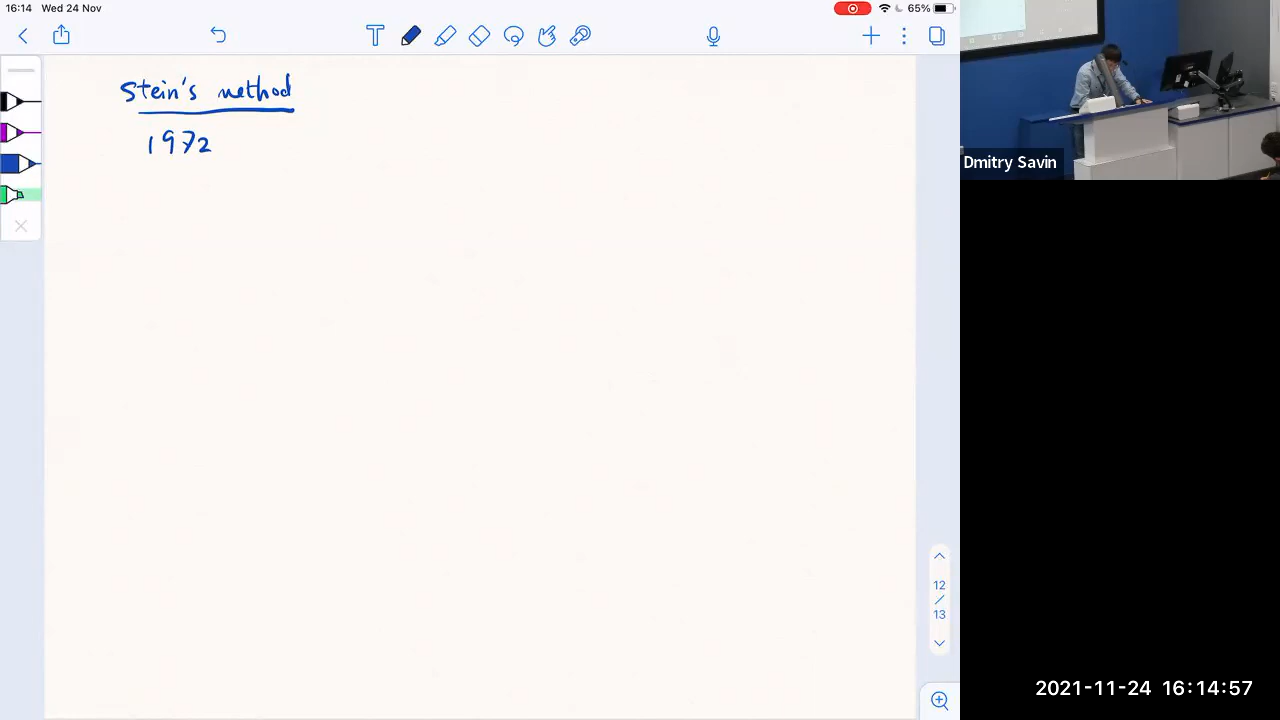 16:14 Wed 24 Nov
65%
Stein's method
1972
T
12
/
13
Dmitry Savin
2021-11-24 16:14:57